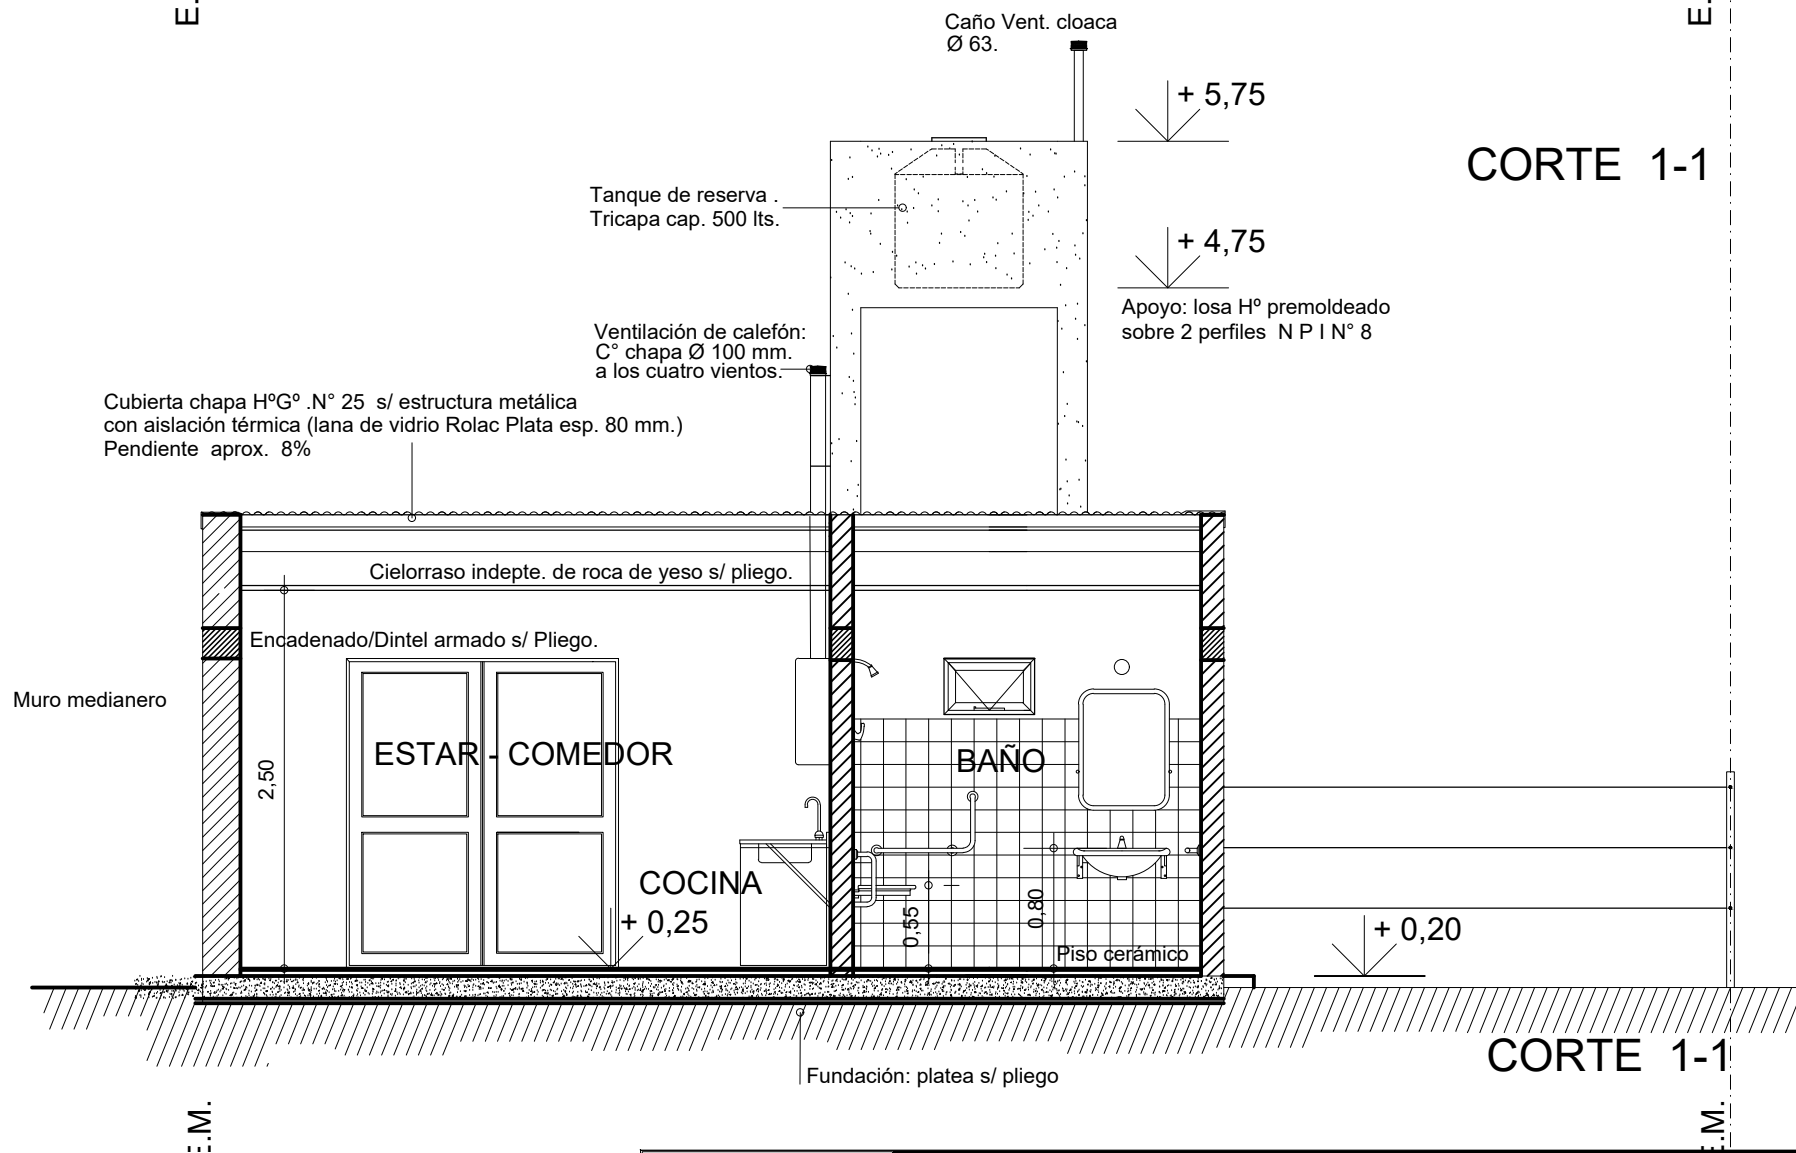 E.
E.
Caño Vent. cloaca
Ø 63.
+ 5,75
CORTE 1-1
Tanque de reserva .
Tricapa cap. 500 lts.
+ 4,75
Apoyo: losa Hº premoldeado
sobre 2 perfiles N P I N° 8
Ventilación de calefón:
C° chapa Ø 100 mm.
a los cuatro vientos.
Cubierta chapa HºGº .N° 25 s/ estructura metálica
con aislación térmica (lana de vidrio Rolac Plata esp. 80 mm.)
Pendiente aprox. 8%
Cielorraso indepte. de roca de yeso s/ pliego.
Encadenado/Dintel armado s/ Pliego.
Muro medianero
ESTAR - COMEDOR
BAÑO
2,50
COCINA
+ 0,25
0,55
0,80
+ 0,20
Piso cerámico
CORTE 1-1
Fundación: platea s/ pliego
E.M.
E.M.